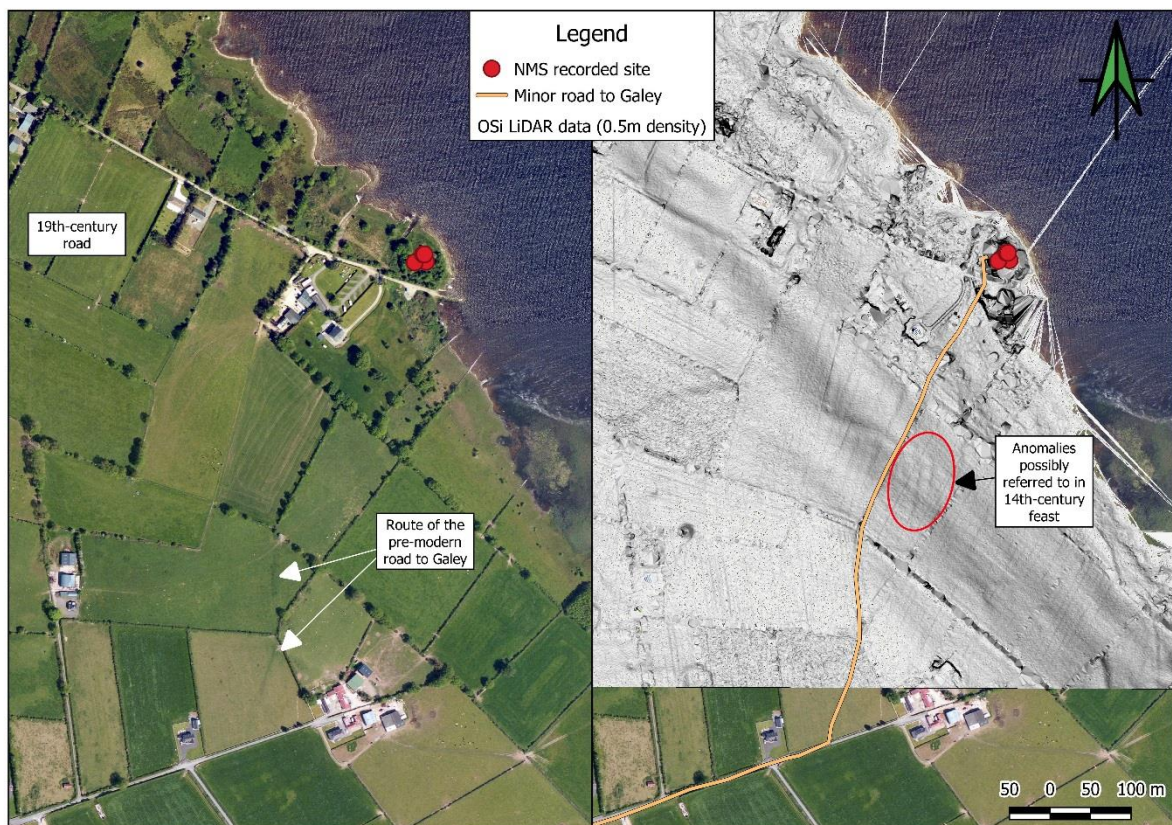 Legend
NMS recorded site
Minor road to Galey
OSi LiDAR data (0.5m density)
19th-century
road
Route of the
pre-modern
road to Galey
Anomalies
possibly
referred to in
14th-century
feast
50 0 50 100 m